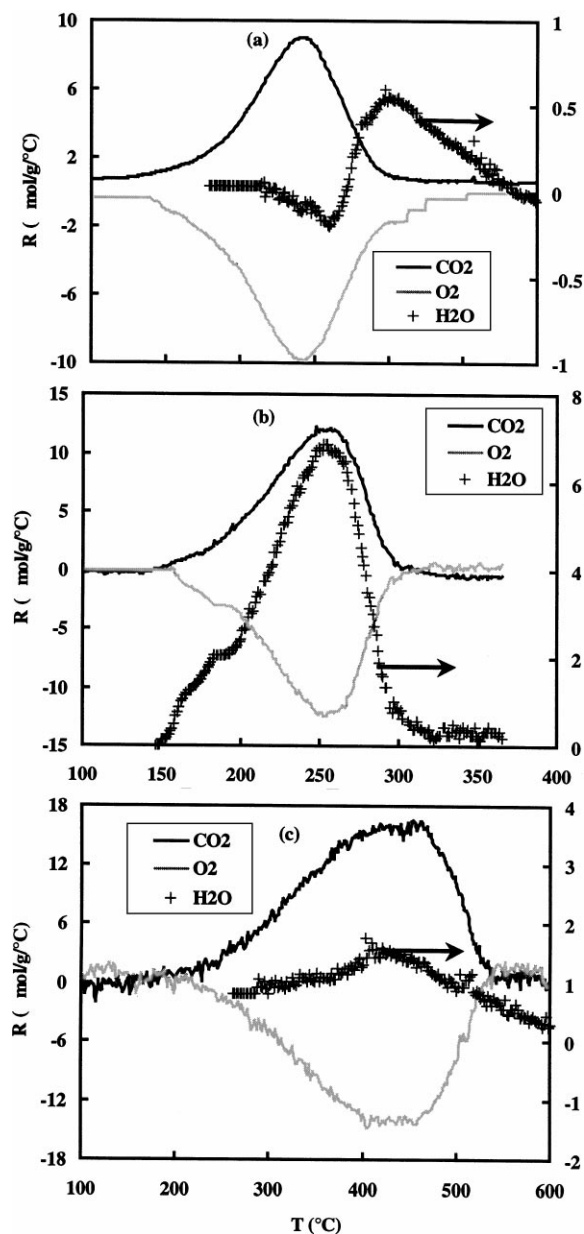 (a)
10
6
2
-2
-6
-10
R ( mol/g/°C)
1
0.5
0
-0.5
-1
CO2
O2
H2O
(b)
15
10
5
0
-5
-10
-15
R ( mol/g/°C)
8
6
4
2
0
CO2
O2
H2O
100 150 200 250 300 350 400
(c)
18
12
6
0
-6
-12
-18
R ( mol/g/°C)
4
3
2
1
0
-1
-2
CO2
O2
H2O
100 200 300 400 500 600
T (°C)